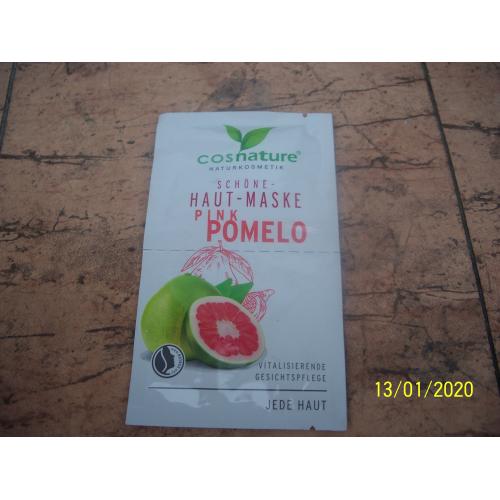 cosnature®
NATURKOSMETIK
SCHÖNE-
HAUT-MASKE
PINK
POMELO
VITALISIERENDE
GESICHTSPFLEGE
JEDE HAUT
13/01/2020